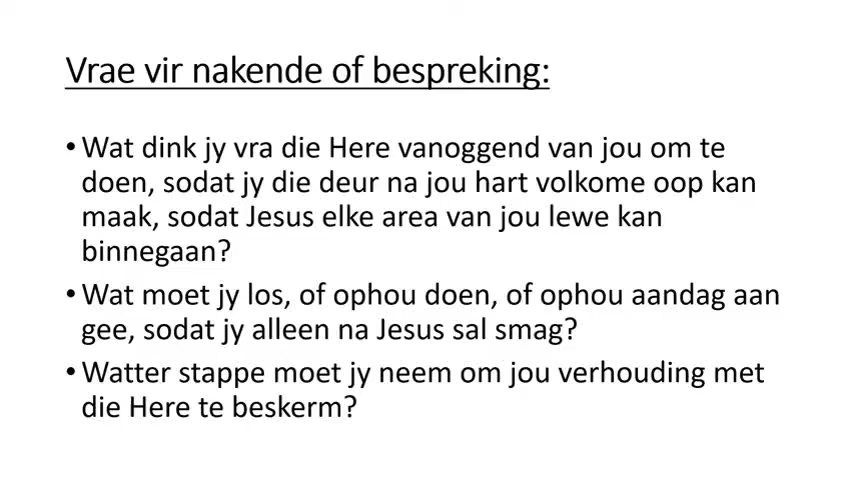 Vrae vir nakende of bespreking:
• Wat dink jy vra die Here vanoggend van jou om te
doen, sodat jy die deur na jou hart volkome oop kan
maak, sodat Jesus elke area van jou lewe kan
binnegaan?
• Wat moet jy los, of ophou doen, of ophou aandag aan
gee, sodat jy alleen na Jesus sal smag?
• Watter stappe moet jy neem om jou verhouding met
die Here te beskerm?